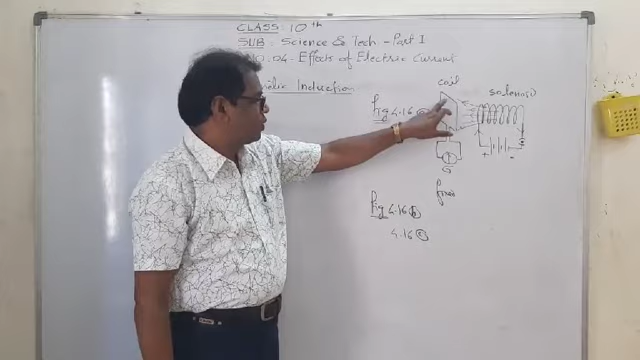 CLASS: 10th
SUB: Science & Tech - Part I
NO. 04 - Effects of Electric Current
Induction
coil
solenoid
Fig 4.16 a
+ -
G
Fig 4.16 b
4.16 c